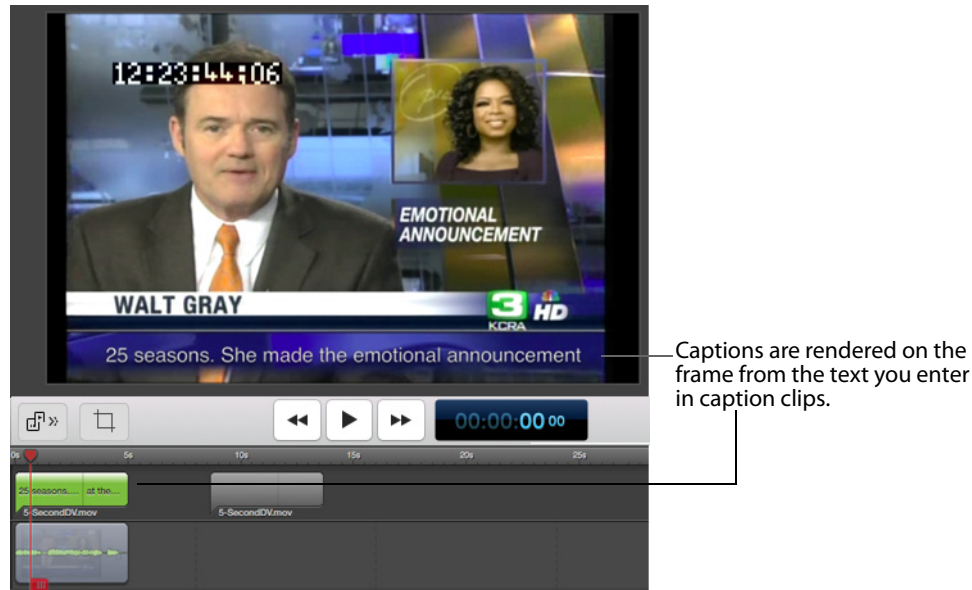 12:23:44;06
EMOTIONAL
ANNOUNCEMENT
WALT GRAY
3
HD
KCRA
25 seasons. She made the emotional announcement
Captions are rendered on the
frame from the text you enter
in caption clips.
00:00:00 00
0s 5s 10s 15s 20s 25s
25 seasons.... at the....
5-SecondDV.mov 5-SecondDV.mov